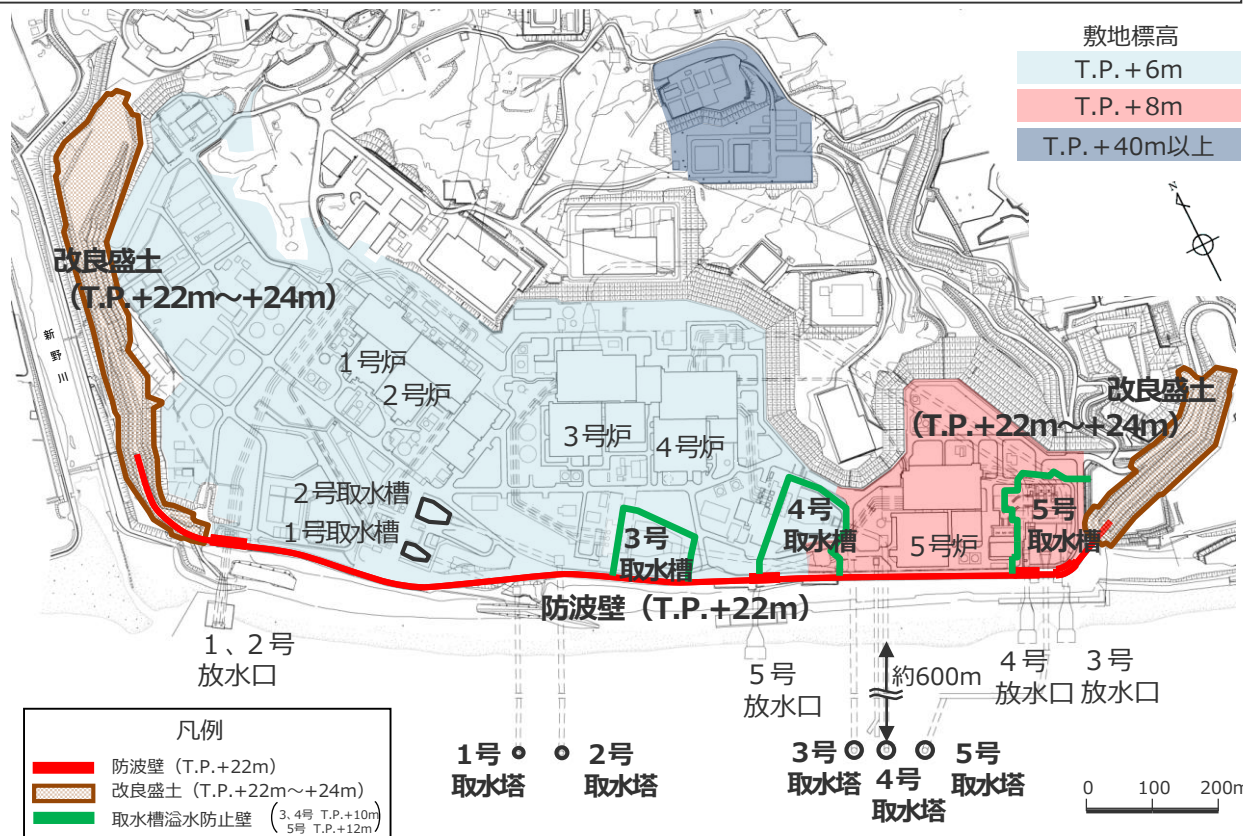 敷地標高
T.P.+6m
T.P.+8m
T.P.+40m以上
N
改良盛土
(T.P.+22m～+24m)
新野川
1号炉
2号炉
3号炉
4号炉
5号炉
改良盛土
(T.P.+22m～+24m)
2号取水槽
1号取水槽
3号
取水槽
4号
取水槽
5号
取水槽
防波壁（T.P.+22m）
1、2号
放水口
5号
放水口
約600m
4号
放水口
3号
放水口
1号
取水塔
2号
取水塔
3号
取水塔
4号
取水塔
5号
取水塔
凡例
防波壁（T.P.+22m）
改良盛土（T.P.+22m～+24m）
取水槽溢水防止壁（3、4号 T.P.+10m
5号 T.P.+12m）
0 100 200m